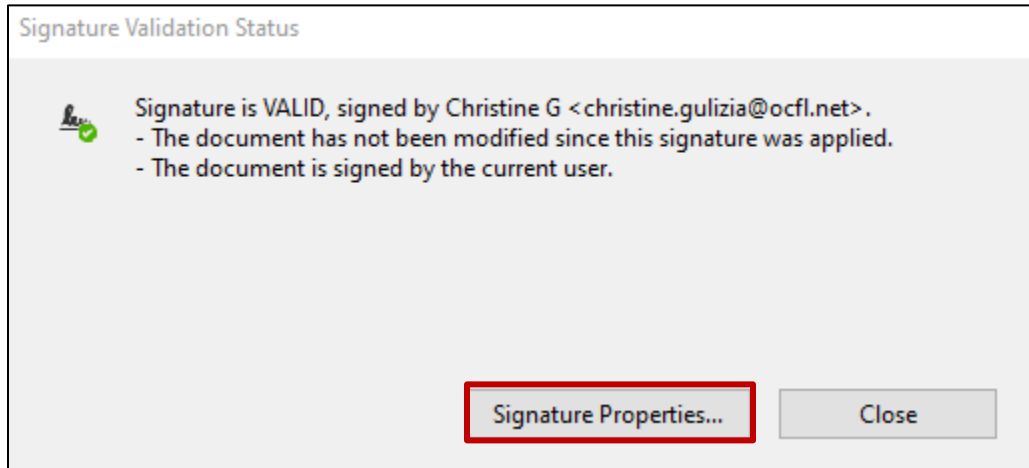 Signature Validation Status
Signature is VALID, signed by Christine G <christine.gulizia@ocfl.net>.
- The document has not been modified since this signature was applied.
- The document is signed by the current user.
Signature Properties...
Close